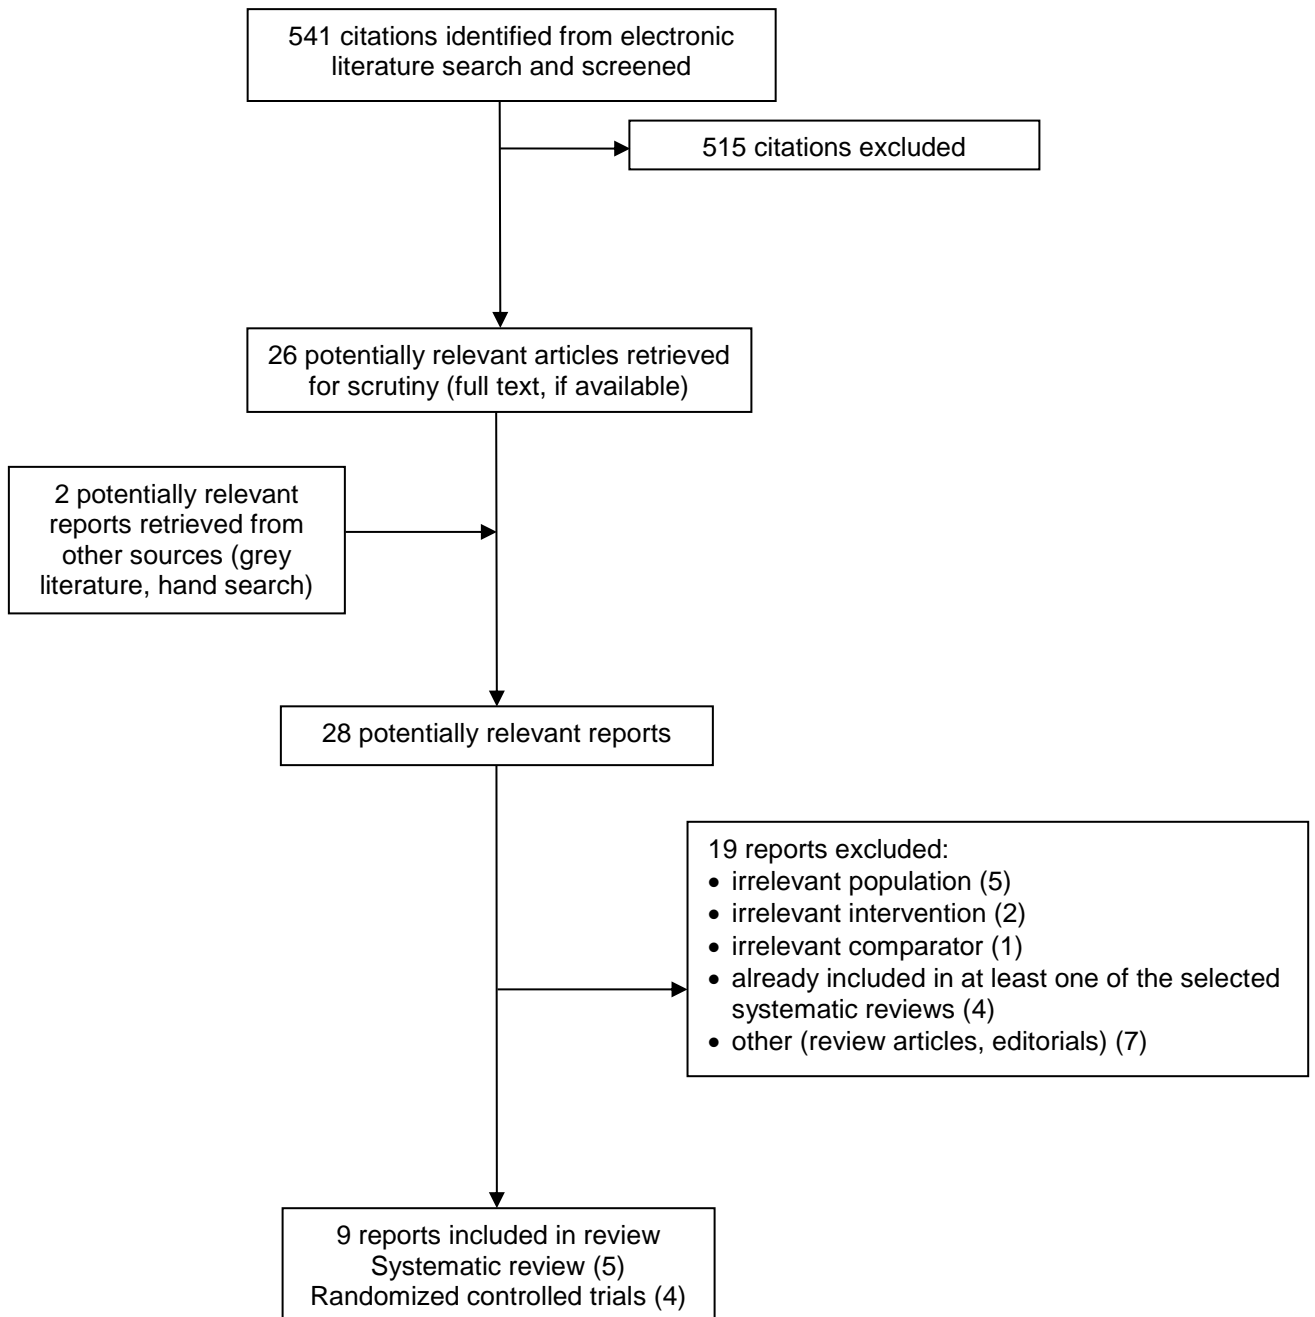 541 citations identified from electronic
literature search and screened
515 citations excluded
26 potentially relevant articles retrieved
for scrutiny (full text, if available)
2 potentially relevant
reports retrieved from
other sources (grey
literature, hand search)
28 potentially relevant reports
19 reports excluded:
• irrelevant population (5)
• irrelevant intervention (2)
• irrelevant comparator (1)
• already included in at least one of the selected
systematic reviews (4)
• other (review articles, editorials) (7)
9 reports included in review
Systematic review (5)
Randomized controlled trials (4)